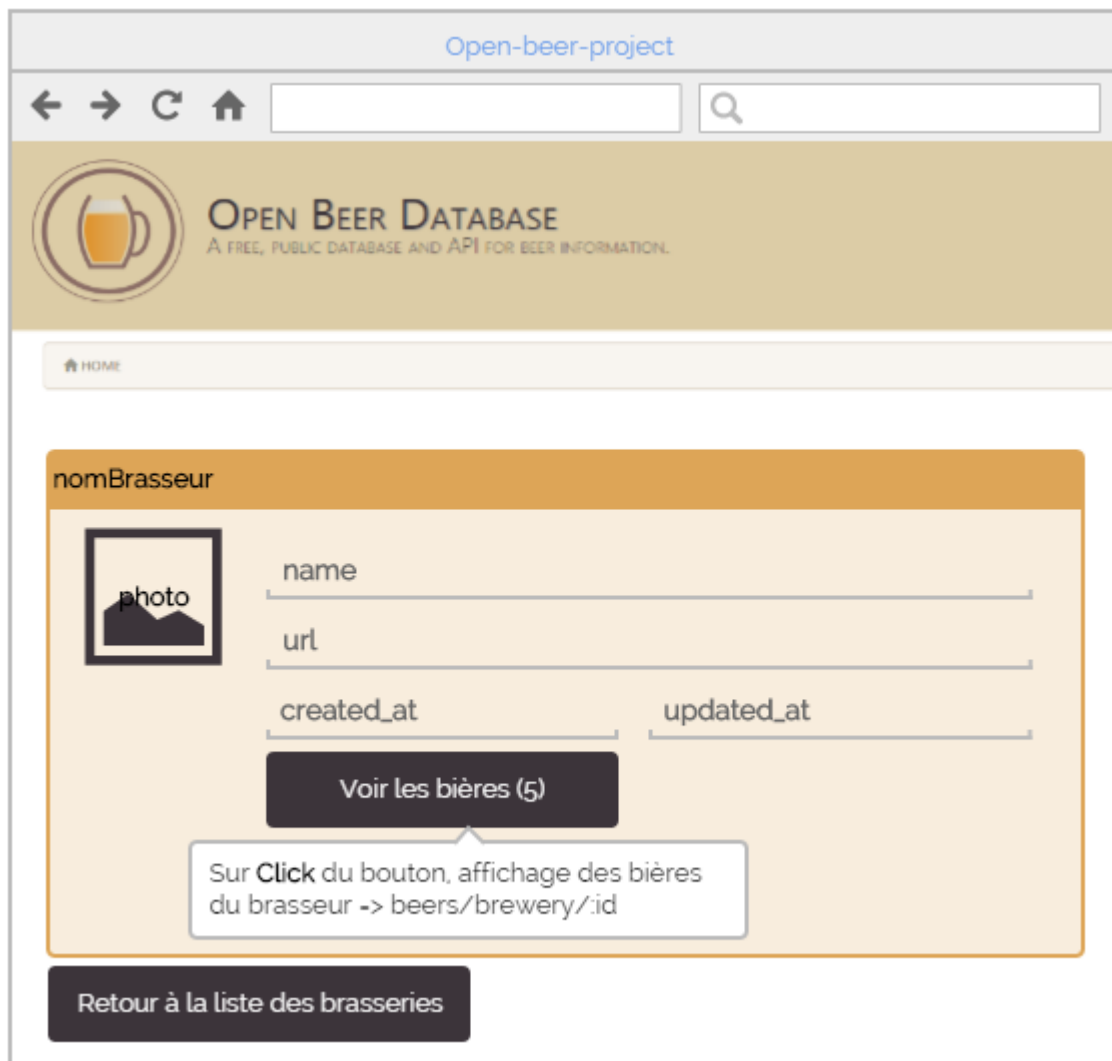 Open-beer-project
OPEN BEER DATABASE
A FREE, PUBLIC DATABASE AND API FOR BEER INFORMATION.
HOME
nomBrasseur
photo
name
url
created_at updated_at
Voir les bières (5)
Sur Click du bouton, affichage des bières
du brasseur => beers/brewery/:id
Retour à la liste des brasseries